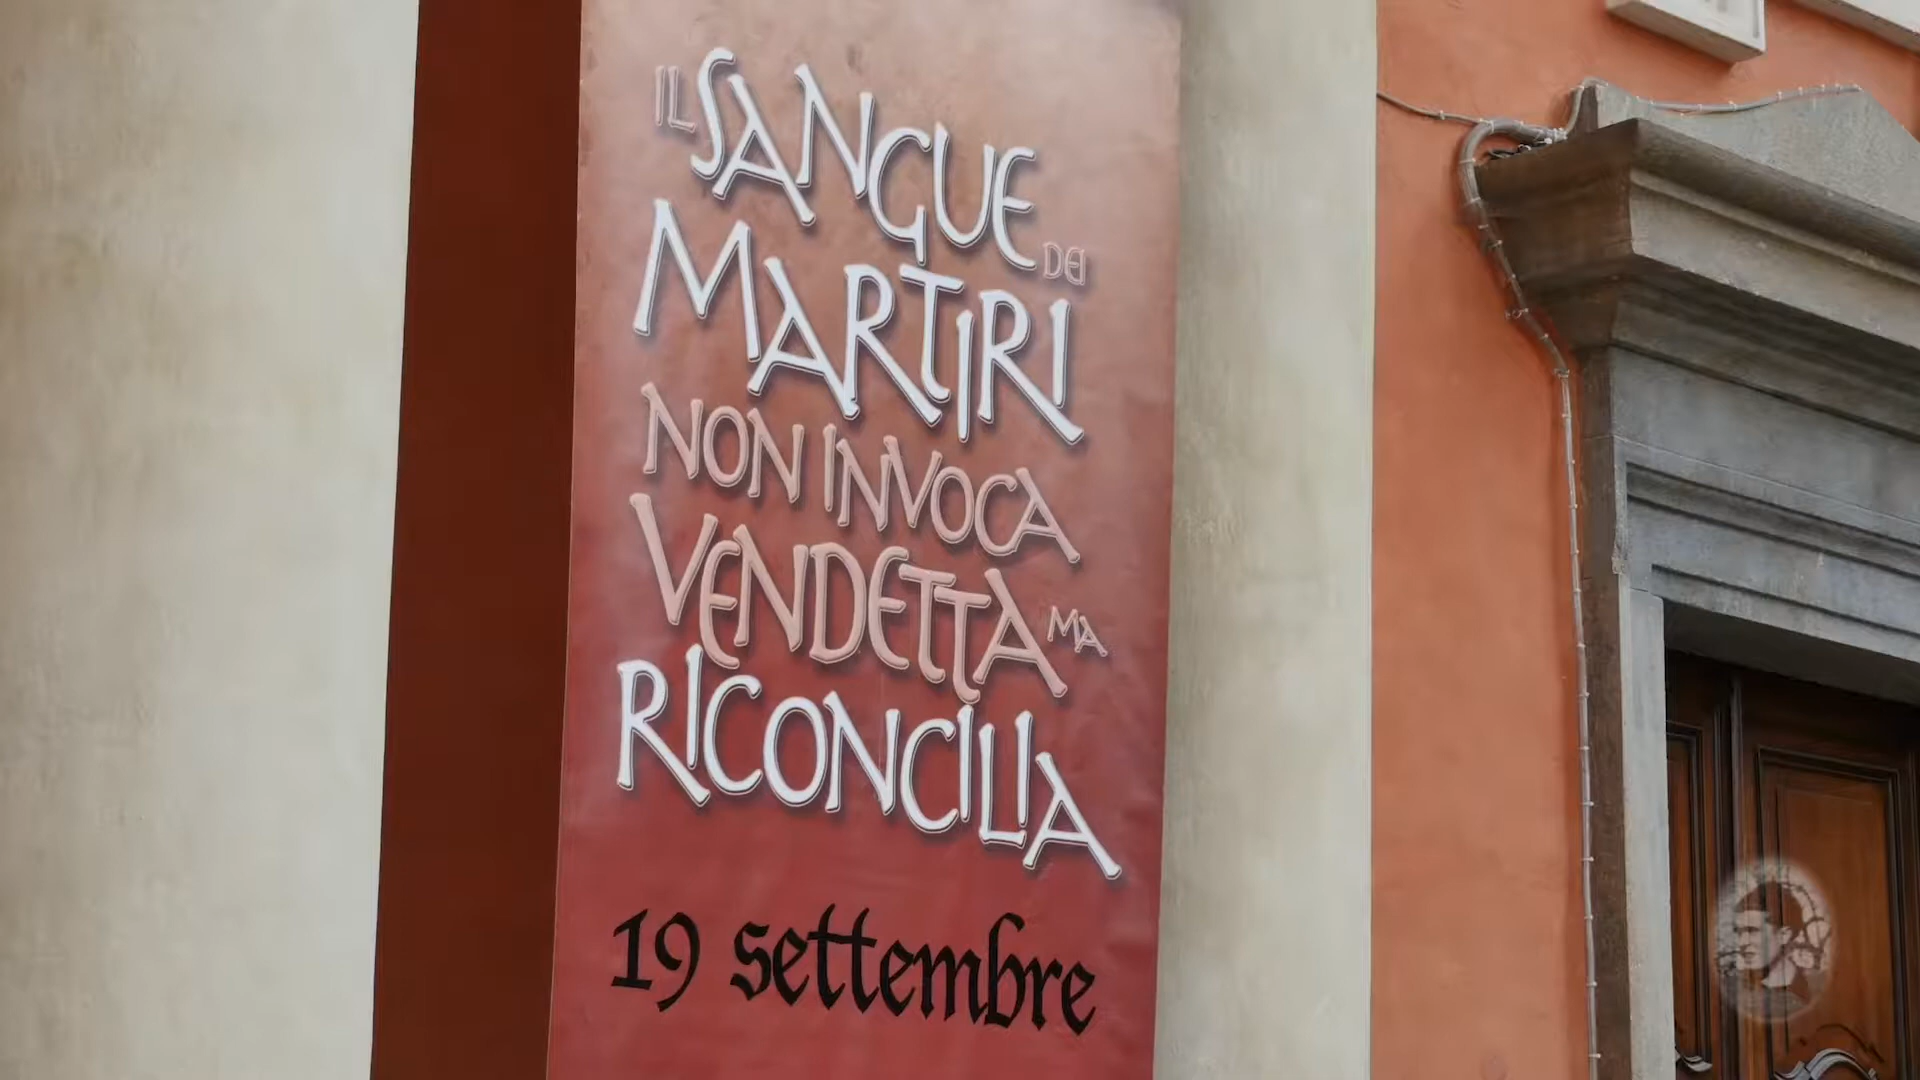 IL SANGUE DEI
MARTIRI
NON INVOCA
VENDETTA MA
RICONCILIA
19 settembre